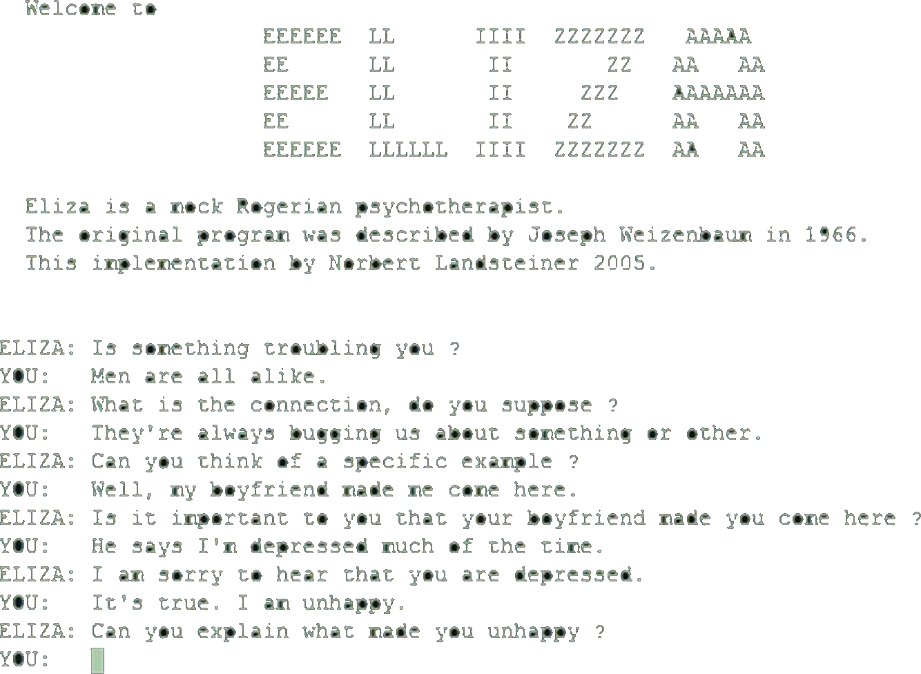 Welcome to
EEEEEE  LL      IIII  ZZZZZZZ   AAAAA
EE      LL       II       ZZ   AA   AA
EEEEE   LL       II     ZZZ    AAAAAAA
EE      LL       II    ZZ      AA   AA
EEEEEE  LLLLLL  IIII  ZZZZZZZ  AA   AA
Eliza is a mock Rogerian psychotherapist.
The original program was described by Joseph Weizenbaum in 1966.
This implementation by Norbert Landsteiner 2005.
ELIZA: Is something troubling you ?
YOU:   Men are all alike.
ELIZA: What is the connection, do you suppose ?
YOU:   They're always bugging us about something or other.
ELIZA: Can you think of a specific example ?
YOU:   Well, my boyfriend made me come here.
ELIZA: Is it important to you that your boyfriend made you come here ?
YOU:   He says I'm depressed much of the time.
ELIZA: I am sorry to hear that you are depressed.
YOU:   It's true. I am unhappy.
ELIZA: Can you explain what made you unhappy ?
YOU: